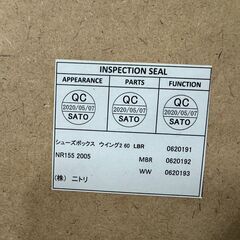 INSPECTION SEAL
APPEARANCE PARTS FUNCTION
QC QC QC
2020/05/07 2020/05/07 2020/05/07
SATO SATO SATO
シューズボックス ウイング2 60 LBR 0620191
NR155 2005 MBR 0620192
WW 0620193
(株) ニトリ